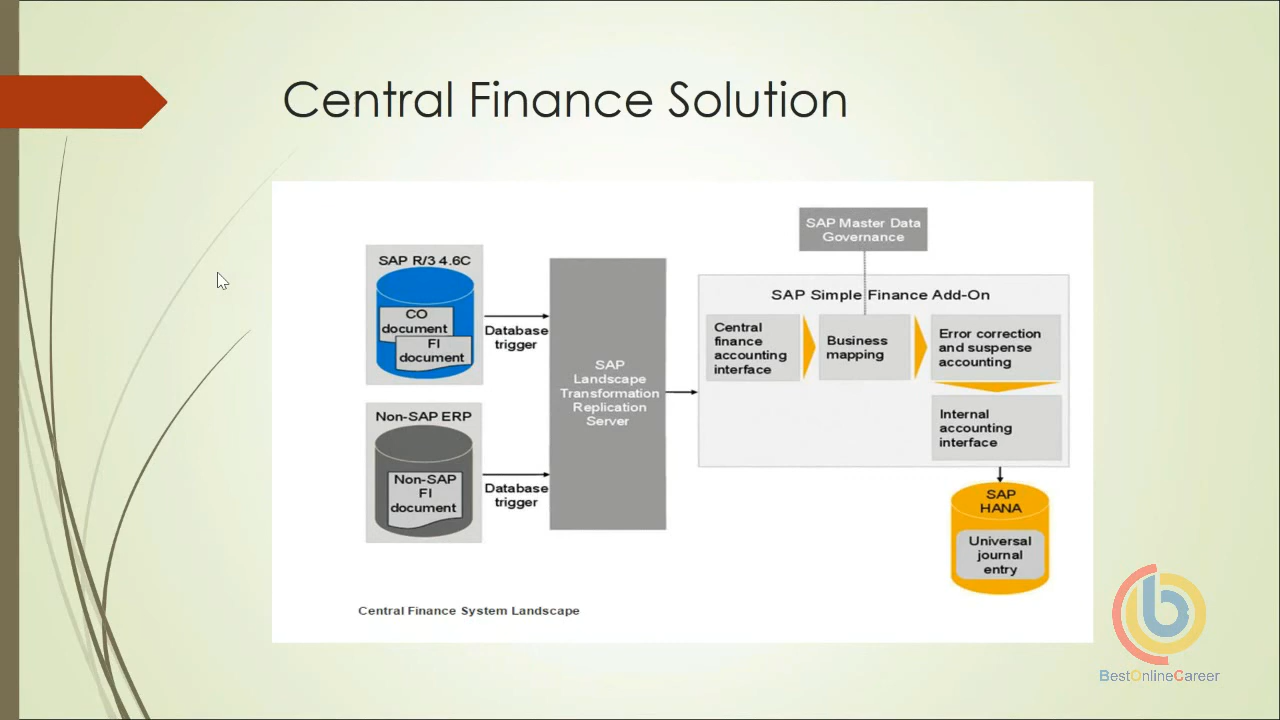 Central Finance Solution
SAP R/3 4.6C
CO
document
FI
document
Database
trigger
Non-SAP ERP
Non-SAP
FI
document
Database
trigger
SAP
Landscape
Transformation
Replication
Server
SAP Master Data
Governance
SAP Simple Finance Add-On
Central
finance
accounting
interface
Business
mapping
Error correction
and suspense
accounting
Internal
accounting
interface
SAP
HANA
Universal
journal
entry
Central Finance System Landscape
b
BestOnlineCareer